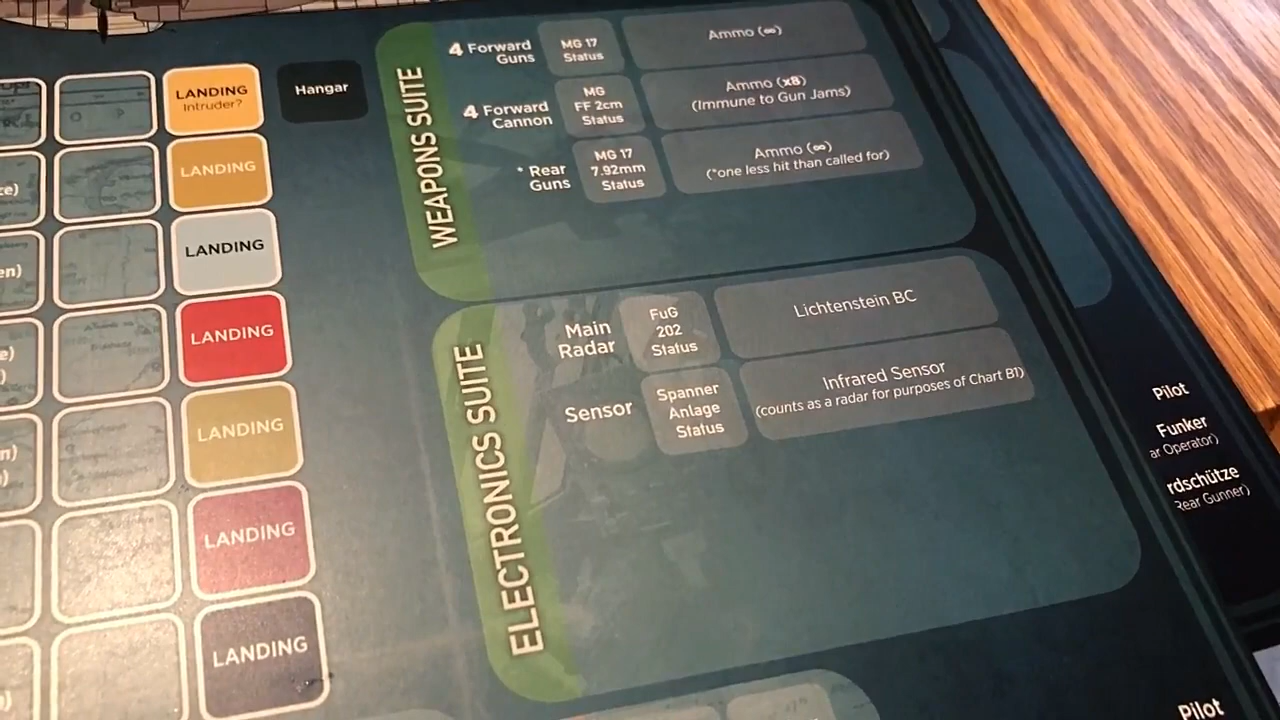 LANDING
Intruder?
Hangar
LANDING
LANDING
LANDING
LANDING
LANDING
LANDING
ce)
en)
e)
)
n)
)
)
WEAPONS SUITE
4 Forward
Guns
MG 17
Status
Ammo (∞)
4 Forward
Cannon
MG
FF 2cm
Status
Ammo (x8)
(Immune to Gun Jams)
* Rear
Guns
MG 17
7.92mm
Status
Ammo (∞)
(*one less hit than called for)
ELECTRONICS SUITE
Main
Radar
FuG
202
Status
Lichtenstein BC
Sensor
Spanner
Anlage
Status
Infrared Sensor
(counts as a radar for purposes of Chart B1)
Pilot
Funker
ar Operator)
rdschütze
Rear Gunner)
Pilot